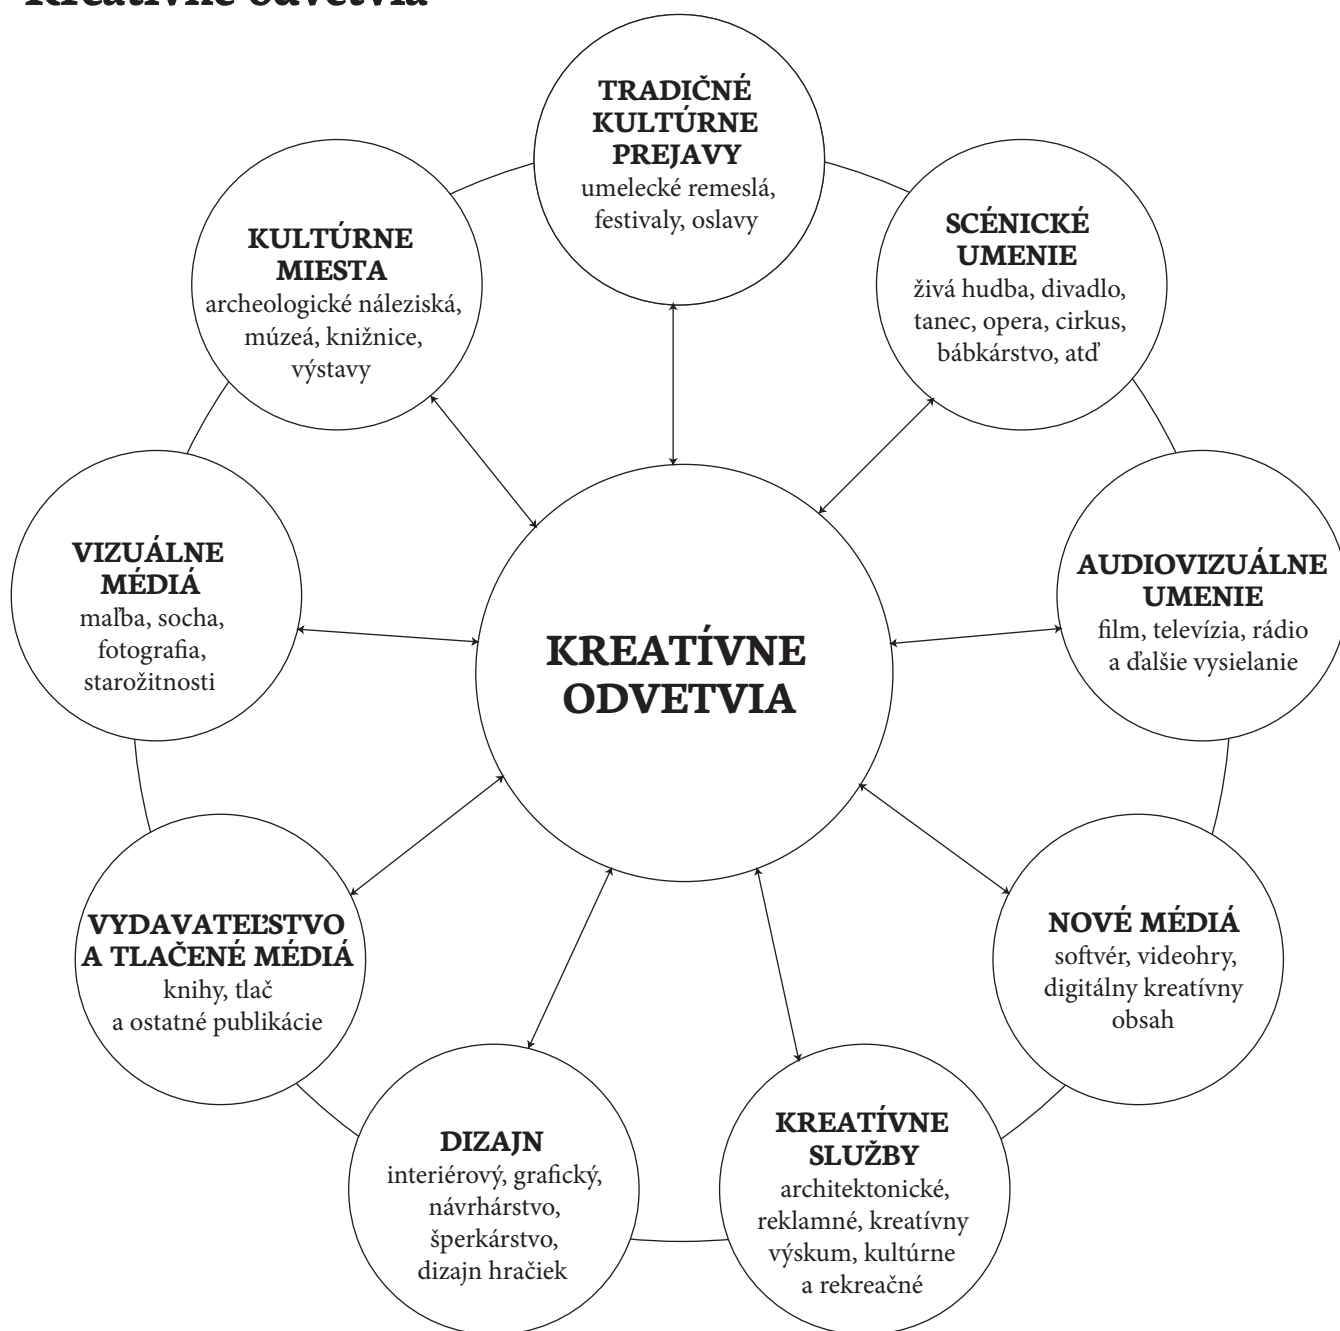 Kreatívne odvetvia
TRADIČNÉ
KULTÚRNE
PREJAVY
umelecké remeslá,
festivaly, oslavy
SCÉNICKÉ
UMENIE
živá hudba, divadlo,
tanec, opera, cirkus,
bábkárstvo, atď
AUDIOVIZUÁLNE
UMENIE
film, televízia, rádio
a ďalšie vysielanie
NOVÉ MÉDIÁ
softvér, videohry,
digitálny kreatívny
obsah
KREATÍVNE
SLUŽBY
architektonické,
reklamné, kreatívny
výskum, kultúrne
a rekreačné
DIZAJN
interiérový, grafický,
návrhárstvo,
šperkárstvo,
dizajn hračiek
VYDAVATEĽSTVO
A TLAČENÉ MÉDIÁ
knihy, tlač
a ostatné publikácie
VIZUÁLNE
MÉDIÁ
maľba, socha,
fotografia,
starožitnosti
KULTÚRNE
MIESTA
archeologické náleziská,
múzeá, knižnice,
výstavy
KREATÍVNE
ODVETVIA